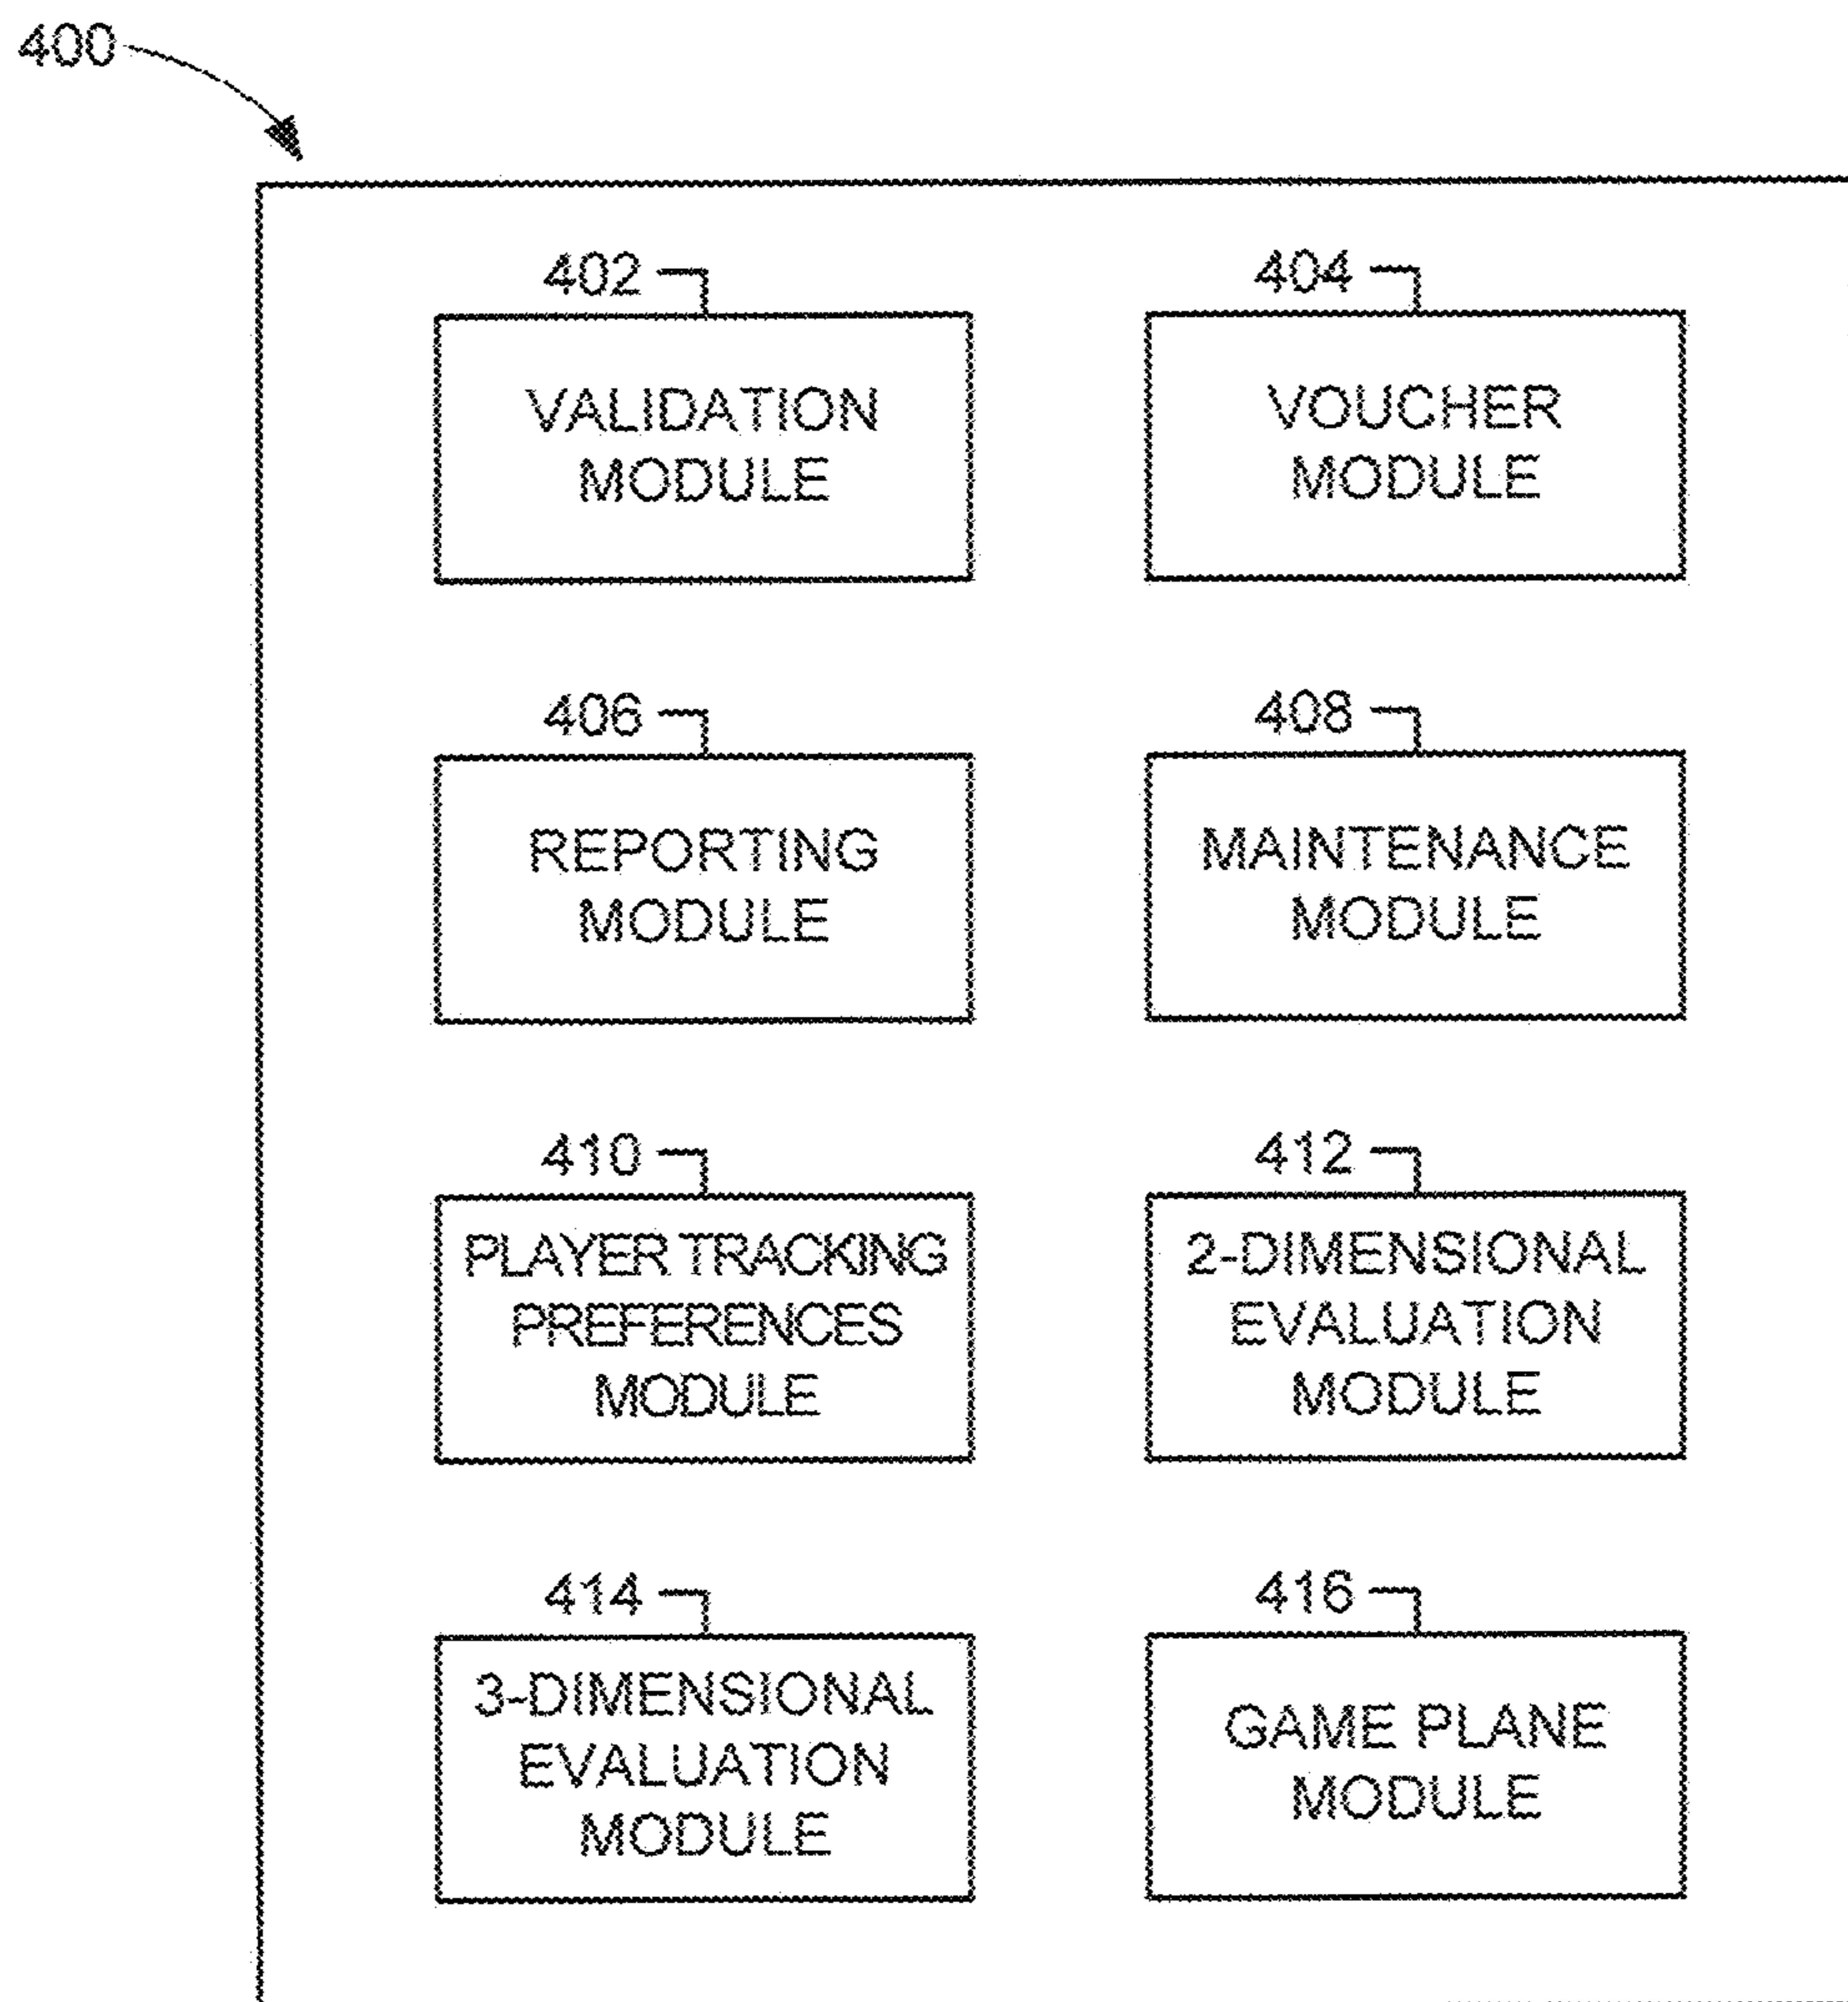 400
402
404
VALIDATION
MODULE
VOUCHER
MODULE
406
408
REPORTING
MODULE
MAINTENANCE
MODULE
410
412
PLAYER TRACKING
PREFERENCES
MODULE
2-DIMENSIONAL
EVALUATION
MODULE
414
416
3-DIMENSIONAL
EVALUATION
MODULE
GAME PLANE
MODULE